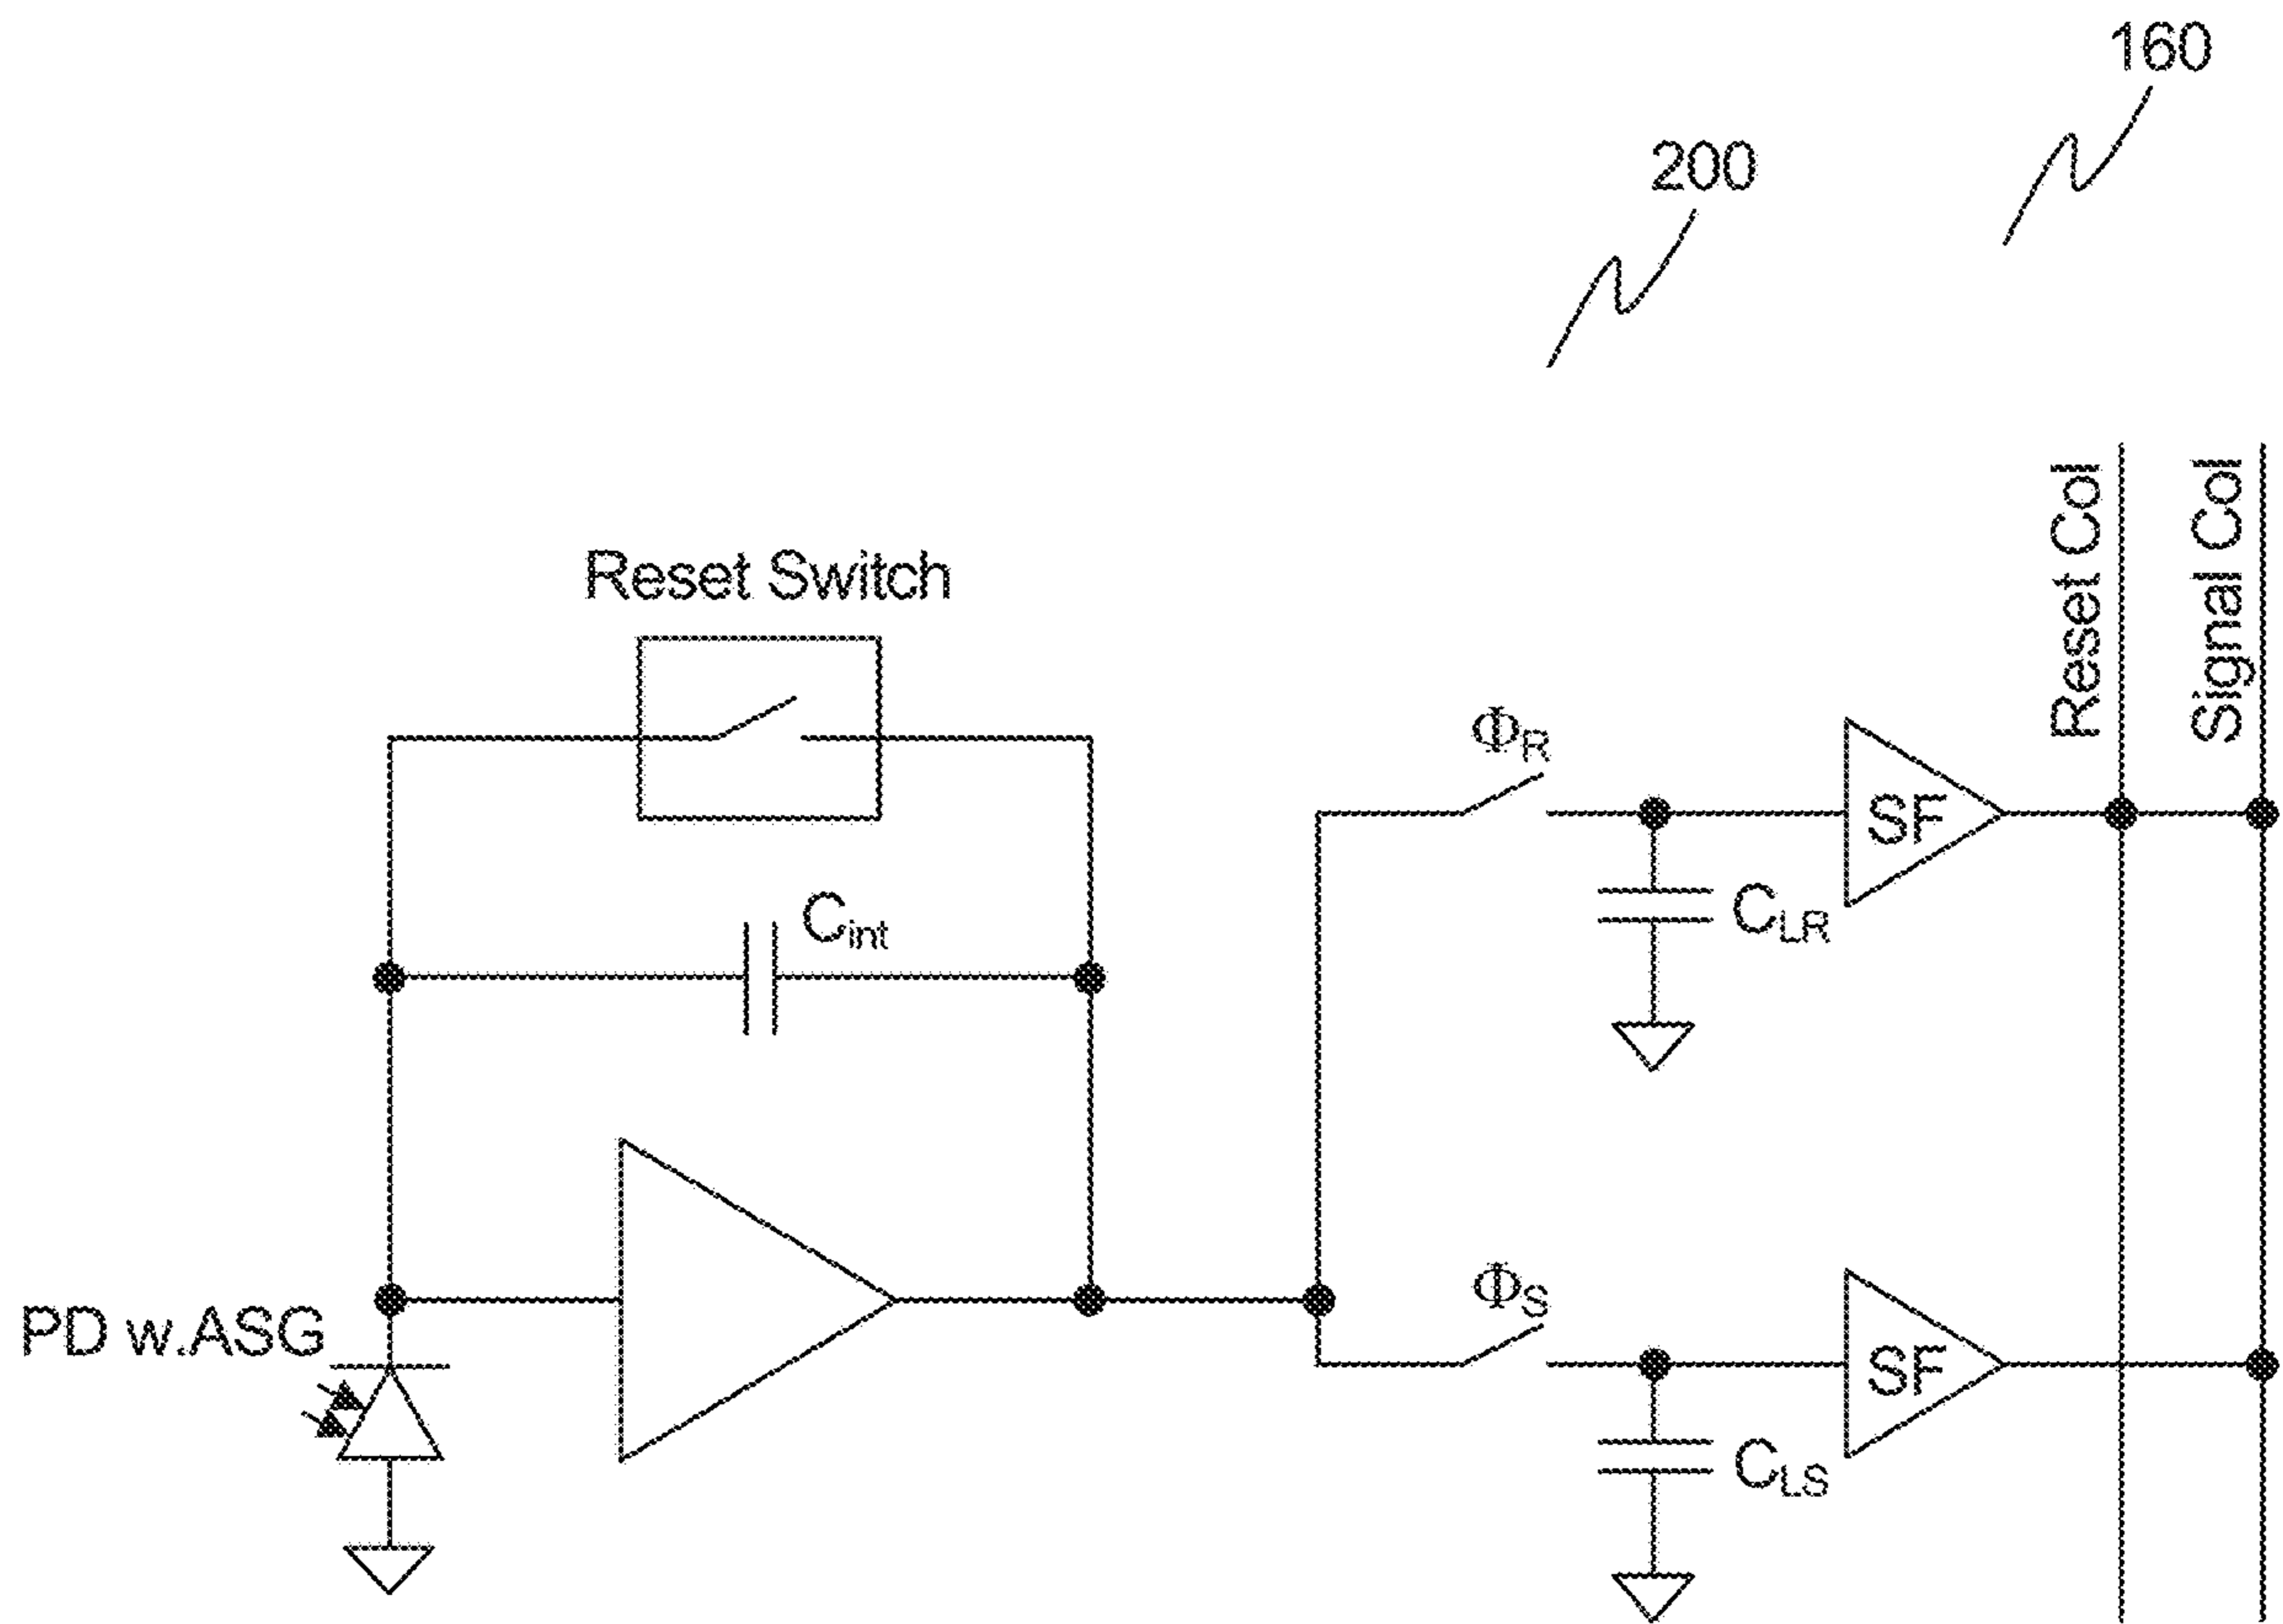 160
200
Reset Col
Signal Col
Reset Switch
ΦR
SF
Cint
CLR
ΦS
PD w.ASG
SF
CLS